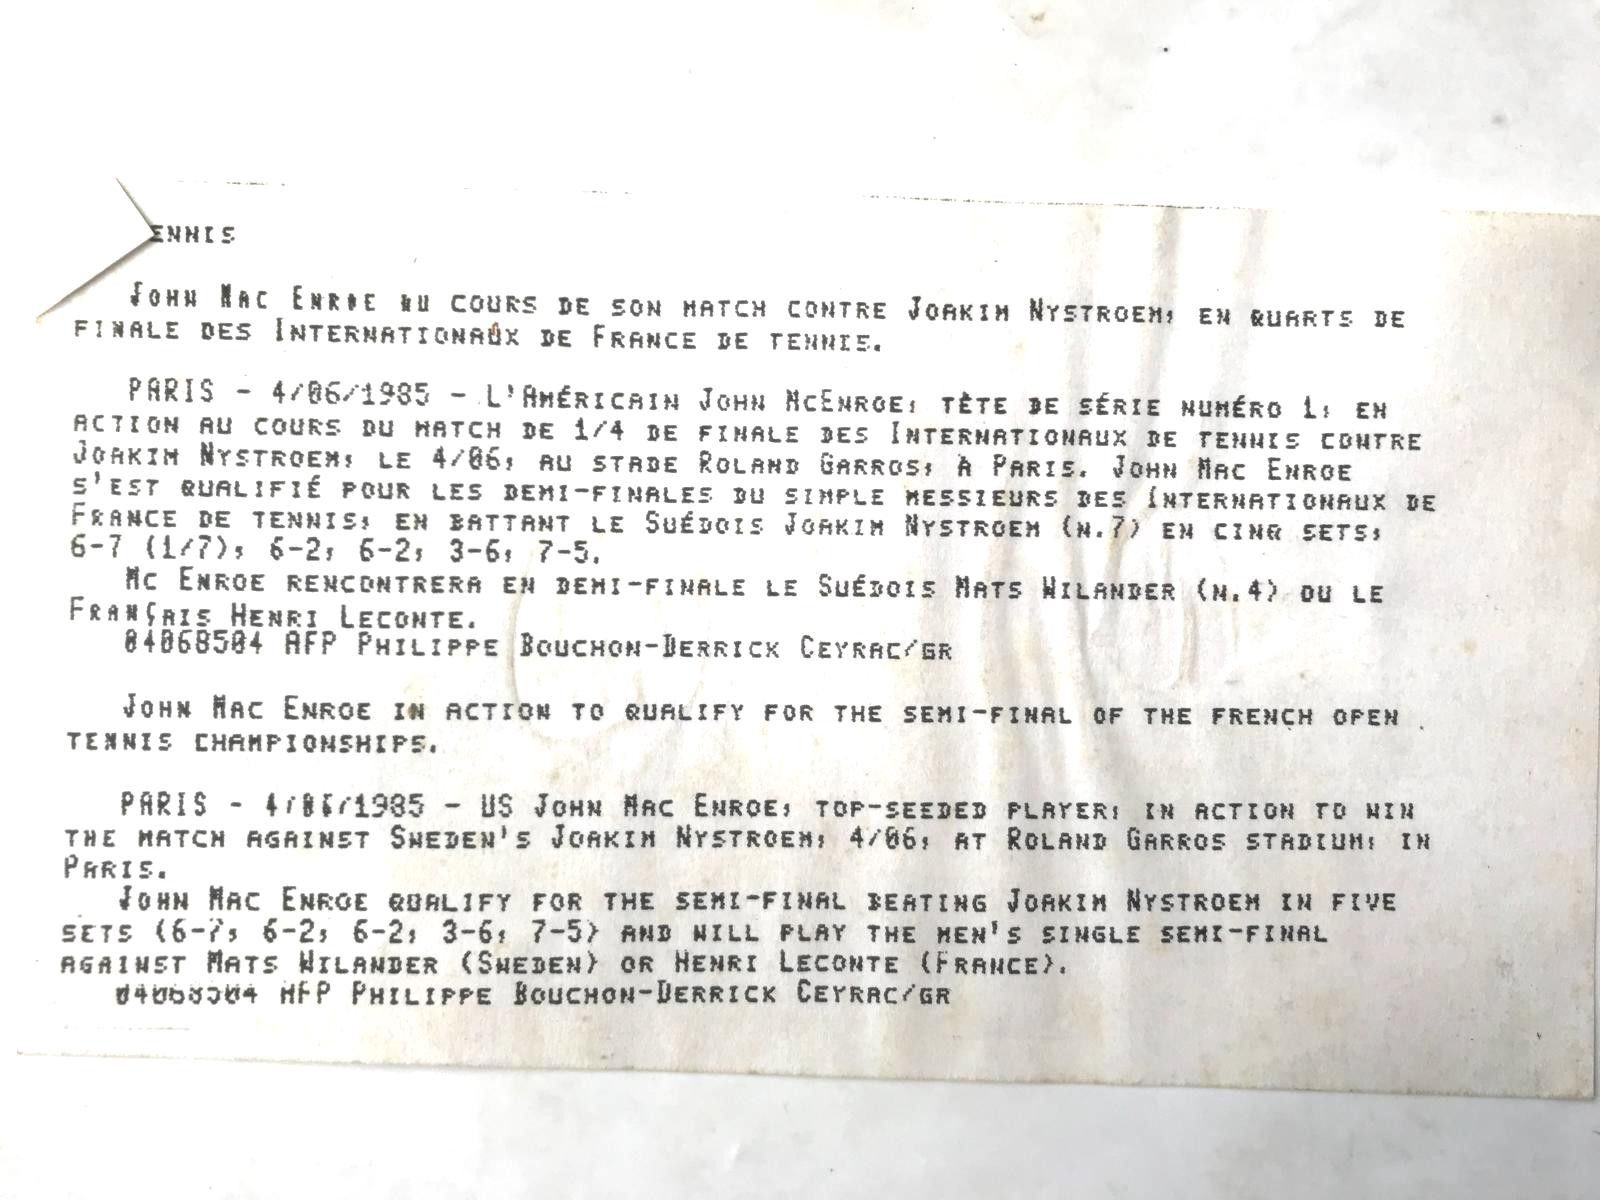 ENNIS
John Mac Enroe au cours de son match contre Joakim Nystroem, en quarts de
finale des Internationaux de France de tennis.
PARIS - 4/06/1985 - L'Américain John McEnroe, tête de série numéro 1, en
action au cours du match de 1/4 de finale des Internationaux de tennis contre
Joakim Nystroem, le 4/06, au stade Roland Garros, à Paris. John Mac Enroe
s'est qualifié pour les demi-finales du simple messieurs des Internationaux de
France de tennis, en battant le Suédois Joakim Nystroem (n.7) en cinq sets,
6-7 (1/7), 6-2, 6-2, 3-6, 7-5.
Mc Enroe rencontrera en demi-finale le Suédois Mats Wilander (n.4) ou le
Français Henri Leconte.
04068504 AFP Philippe Bouchon-Derrick Ceyrac/gr
John Mac Enroe in action to qualify for the semi-final of the french open
tennis championships.
PARIS - 4/06/1985 - US John Mac Enroe, top-seeded player, in action to win
the match against Sweden's Joakim Nystroem, 4/06, at Roland Garros stadium, in
Paris.
John Mac Enroe qualify for the semi-final beating Joakim Nystroem in five
sets (6-7, 6-2, 6-2, 3-6, 7-5) and will play the men's single semi-final
against Mats Wilander (Sweden) or Henri Leconte (France).
04068504 AFP Philippe Bouchon-Derrick Ceyrac/gr